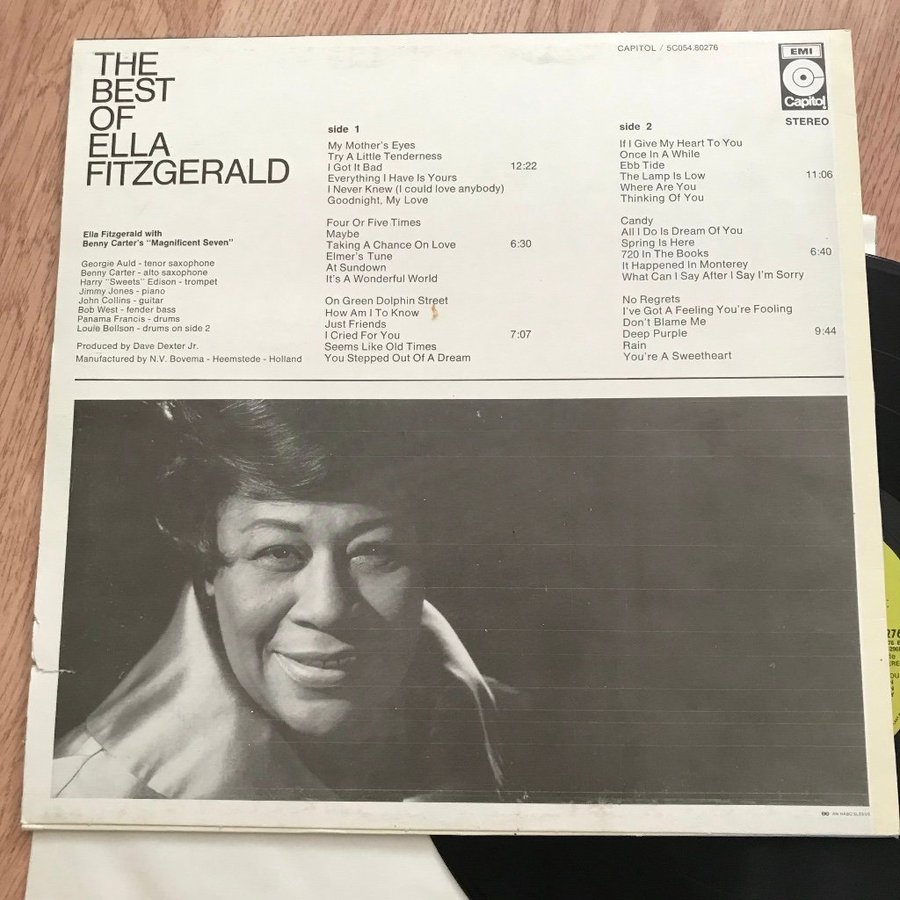 THE
BEST
OF
ELLA
FITZGERALD
CAPITOL / 5C054.80276
EMI
Capitol
STEREO
Ella Fitzgerald with
Benny Carter's "Magnificent Seven"
Georgie Auld - tenor saxophone
Benny Carter - alto saxophone
Harry "Sweets" Edison - trumpet
Jimmy Jones - piano
John Collins - guitar
Bob West - fender bass
Panama Francis - drums
Louie Bellson - drums on side 2
Produced by Dave Dexter Jr.
Manufactured by N.V. Bovema - Heemstede - Holland
side 1
My Mother's Eyes
Try A Little Tenderness
I Got It Bad 12:22
Everything I Have Is Yours
I Never Knew (I could love anybody)
Goodnight, My Love
Four Or Five Times
Maybe
Taking A Chance On Love 6:30
Elmer's Tune
At Sundown
It's A Wonderful World
On Green Dolphin Street
How Am I To Know
Just Friends
I Cried For You 7:07
Seems Like Old Times
You Stepped Out Of A Dream
side 2
If I Give My Heart To You
Once In A While
Ebb Tide
The Lamp Is Low 11:06
Where Are You
Thinking Of You
Candy
All I Do Is Dream Of You
Spring Is Here
720 In The Books 6:40
It Happened In Monterey
What Can I Say After I Say I'm Sorry
No Regrets
I've Got A Feeling You're Fooling
Don't Blame Me
Deep Purple 9:44
Rain
You're A Sweetheart
276